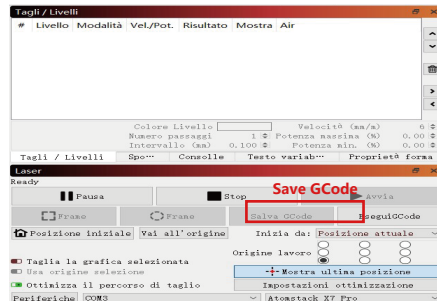 Tagli / Livelli
# Livello Modalità Vel./Pot. Risultato Mostra Air
Colore Livello Velocità (mm/m) 6
Numero passaggi 1 Potenza massima (%) 0.00
Intervallo (mm) 0.100 Potenza min. (%) 0.00
Tagli / Livelli Spo··· Consolle Testo variab··· Proprietà forma
Laser
Ready
Pausa Stop Avvia
Save GCode
Frame Frame Salva GCode EseguiGCode
Posizione iniziale Vai all'origine Inizia da: Posizione attuale
Origine lavoro
Taglia la grafica selezionata
Usa origine selezione Mostra ultima posizione
Ottimizza il percorso di taglio Impostazioni ottimizzazione
Periferiche COM3 Atomstack X7 Pro